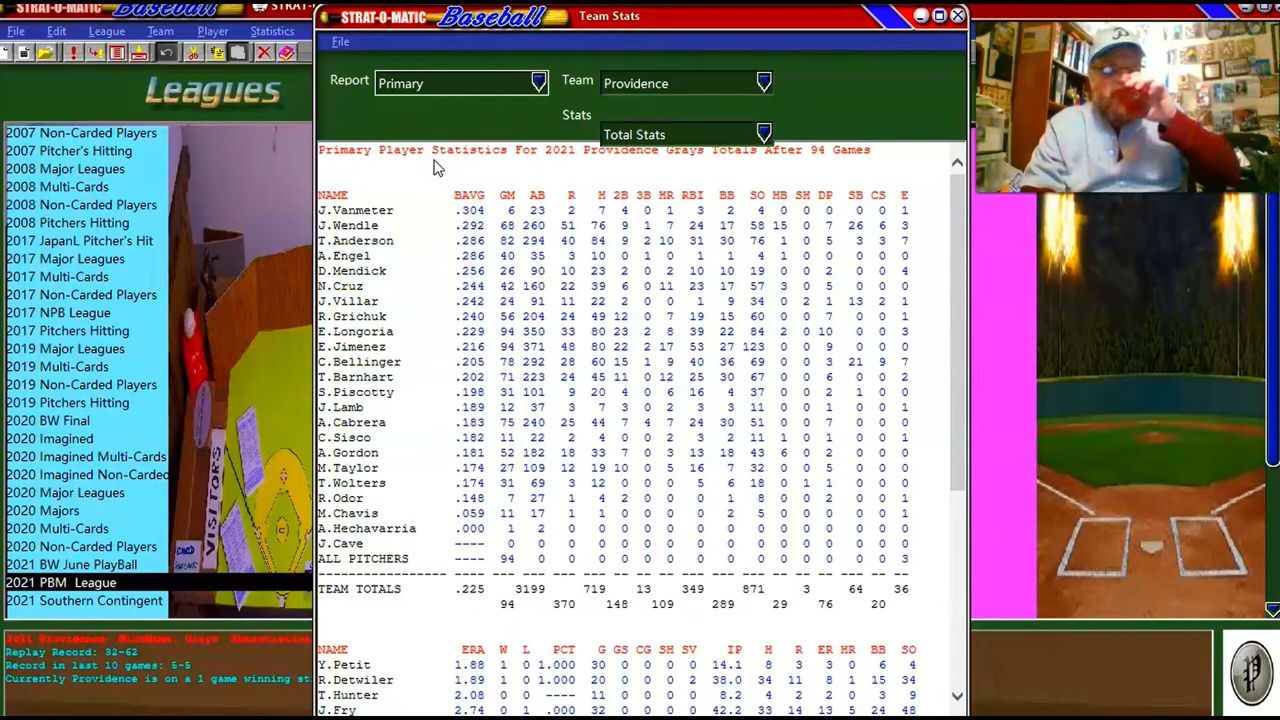 STRAT-O-MATIC Baseball
STRAT-O-MATIC Baseball Team Stats
File Edit League Team Player Statistics
File
Leagues
Report Primary Team Providence
Stats Total Stats
2007 Non-Carded Players
2007 Pitcher's Hitting
2008 Major Leagues
2008 Multi-Cards
2008 Non-Carded Players
2008 Pitchers Hitting
2017 JapanL Pitcher's Hit
2017 Major Leagues
2017 Multi-Cards
2017 Non-Carded Players
2017 NPB League
2017 Pitchers Hitting
2019 Major Leagues
2019 Multi-Cards
2019 Non-Carded Players
2019 Pitchers Hitting
2020 BW Final
2020 Imagined
2020 Imagined Multi-Cards
2020 Imagined Non-Carded
2020 Major Leagues
2020 Majors
2020 Multi-Cards
2020 Non-Carded Players
2021 BW June PlayBall
2021 PBM League
2021 Southern Contingent
VISITORS
Primary Player Statistics For 2021 Providence Grays Totals After 94 Games
NAME BAVG GM AB R H 2B 3B HR RBI BB SO HB SH DP SB CS E
J.Vanmeter .304 6 23 2 7 4 0 1 3 2 4 0 0 0 0 0 1
J.Wendle .292 68 260 51 76 9 1 7 24 17 58 15 0 7 26 6 3
T.Anderson .286 82 294 40 84 9 2 10 31 30 76 1 0 5 3 3 7
A.Engel .286 40 35 3 10 0 1 0 1 1 4 1 0 0 0 0 0
D.Mendick .256 26 90 10 23 2 0 2 10 10 19 0 0 2 0 0 4
N.Cruz .244 42 160 22 39 6 0 11 23 17 57 3 0 5 0 0 0
J.Villar .242 24 91 11 22 2 0 0 1 9 34 0 2 1 13 2 1
R.Grichuk .240 56 204 24 49 12 0 7 19 15 60 0 0 7 0 0 1
E.Longoria .229 94 350 33 80 23 2 8 39 22 84 2 0 10 0 0 3
E.Jimenez .216 94 371 48 80 22 2 17 53 27 123 0 0 9 0 0 0
C.Bellinger .205 78 292 28 60 15 1 9 40 36 69 0 0 3 21 9 7
T.Barnhart .202 71 223 24 45 11 0 12 25 30 67 0 0 6 0 0 2
S.Piscotty .198 31 101 9 20 4 0 6 16 4 37 0 0 2 1 0 0
J.Lamb .189 12 37 3 7 3 0 2 3 3 11 0 0 1 0 0 1
A.Cabrera .183 75 240 25 44 7 4 7 24 30 51 0 0 7 0 0 0
C.Sisco .182 11 22 2 4 0 0 2 3 2 11 1 0 0 0 0 1
A.Gordon .181 52 182 18 33 7 0 3 13 18 43 6 0 2 0 0 0
M.Taylor .174 27 109 12 19 10 0 5 16 7 32 0 0 6 0 0 0
T.Wolters .174 31 69 3 12 0 0 0 5 6 18 0 1 1 0 0 0
R.Odor .148 7 27 1 4 2 0 0 0 1 8 0 0 2 0 0 1
M.Chavis .059 11 17 1 1 0 0 0 0 2 5 0 0 0 0 0 1
A.Hechavarria .000 1 2 0 0 0 0 0 0 0 0 0 0 0 0 0 0
J.Cave ---- 0 0 0 0 0 0 0 0 0 0 0 0 0 0 0 0
ALL PITCHERS ---- 94 0 0 0 0 0 0 0 0 0 0 0 0 0 0 3
TEAM TOTALS .225 3199 719 13 349 871 3 64 36
94 370 148 109 289 29 76 20
NAME ERA W L PCT G GS CG SH SV IP H R ER HR BB SO
Y.Petit 1.88 1 0 1.000 30 0 0 0 0 14.1 8 3 3 0 6 4
R.Detwiler 1.89 1 0 1.000 20 0 0 0 2 38.0 34 11 8 1 15 34
T.Hunter 2.08 0 0 ---- 11 0 0 0 0 8.2 4 2 2 0 3 9
J.Fry 2.74 0 1 .000 32 0 0 0 0 42.2 33 14 13 5 24 48
2021 Providence NickName: Grays Abbreviation
Replay Record: 32-62
Record in last 10 games: 5-5
Currently Providence is on a 1 game winning st
P